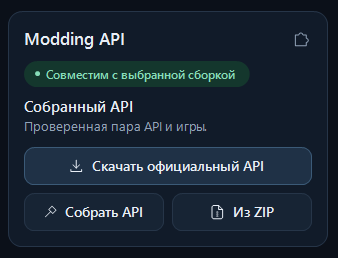 Modding API
Совместим с выбранной сборкой
Собранный API
Проверенная пара API и игры.
Скачать официальный API
Собрать API
Из ZIP